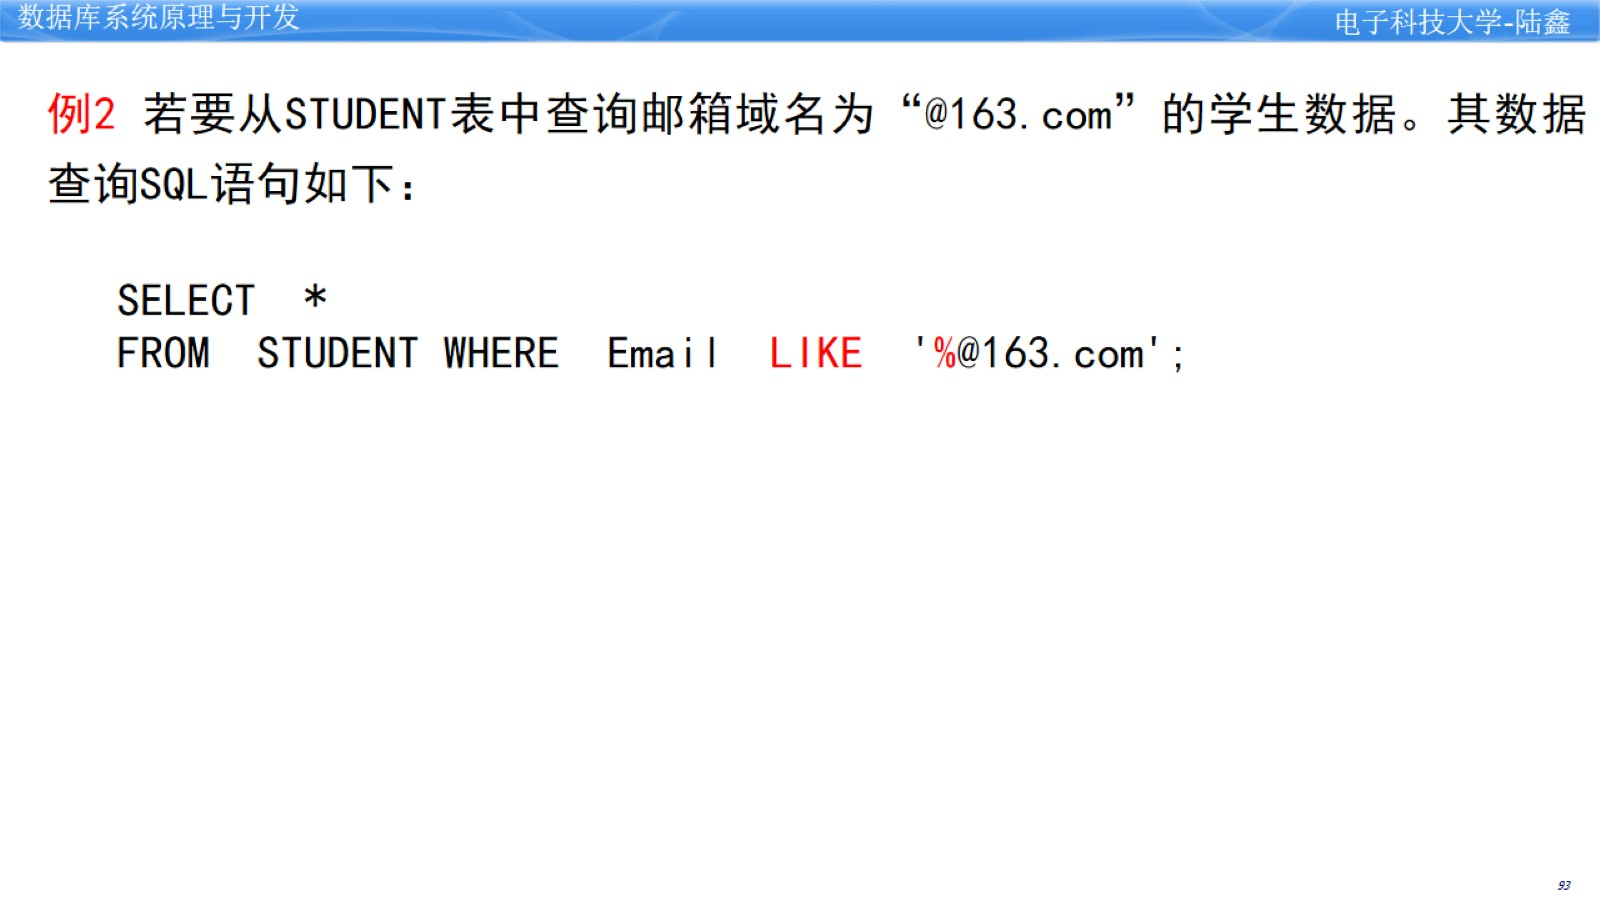 数据库系统原理与开发
电子科技大学-陆鑫
例2 若要从STUDENT表中查询邮箱域名为“@163.com”的学生数据。其数据
查询SQL语句如下：
SELECT *
FROM STUDENT WHERE Email LIKE '%@163.com';
93